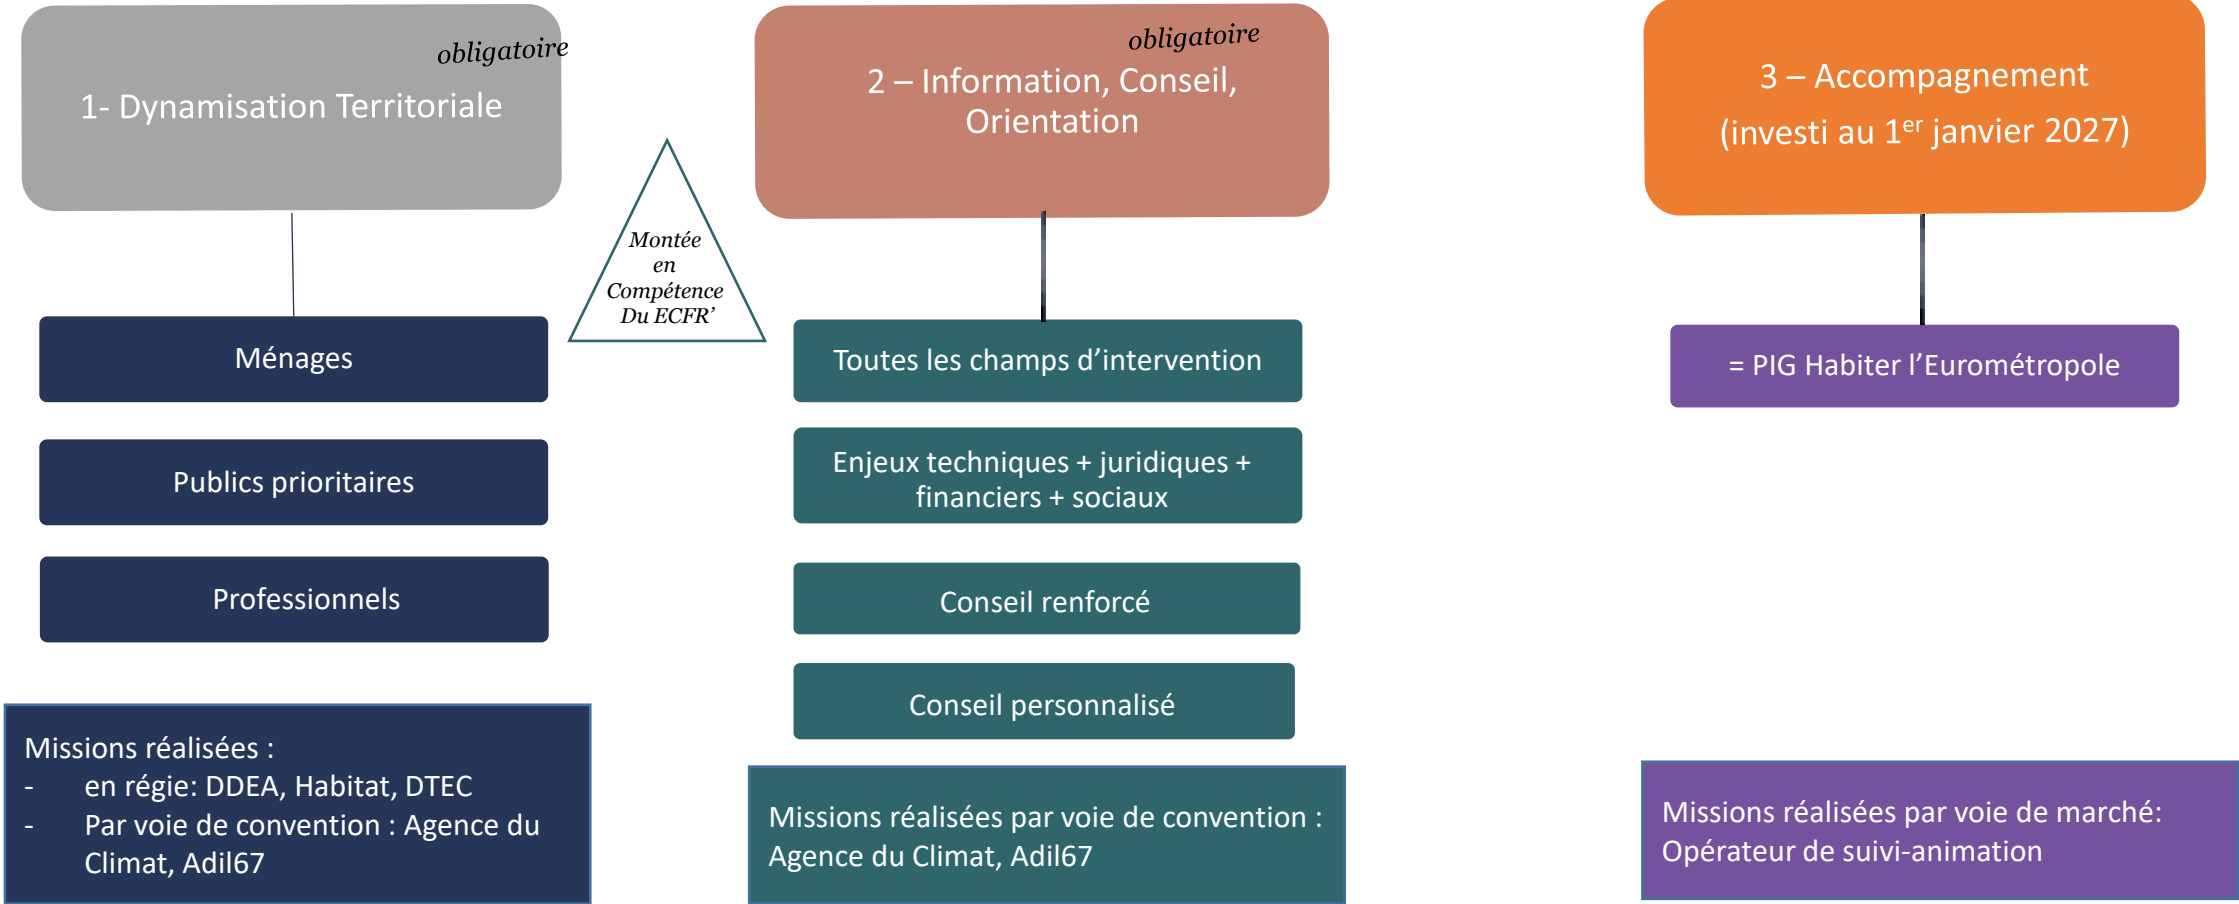 obligatoire
1- Dynamisation Territoriale
Ménages
Publics prioritaires
Professionnels
Missions réalisées :
- en régie: DDEA, Habitat, DTEC
- Par voie de convention : Agence du
Climat, Adil67
Montée
en
Compétence
Du ECFR’
obligatoire
2 – Information, Conseil,
Orientation
Toutes les champs d’intervention
Enjeux techniques + juridiques +
financiers + sociaux
Conseil renforcé
Conseil personnalisé
Missions réalisées par voie de convention :
Agence du Climat, Adil67
3 – Accompagnement
(investi au 1er janvier 2027)
= PIG Habiter l’Eurométropole
Missions réalisées par voie de marché:
Opérateur de suivi-animation